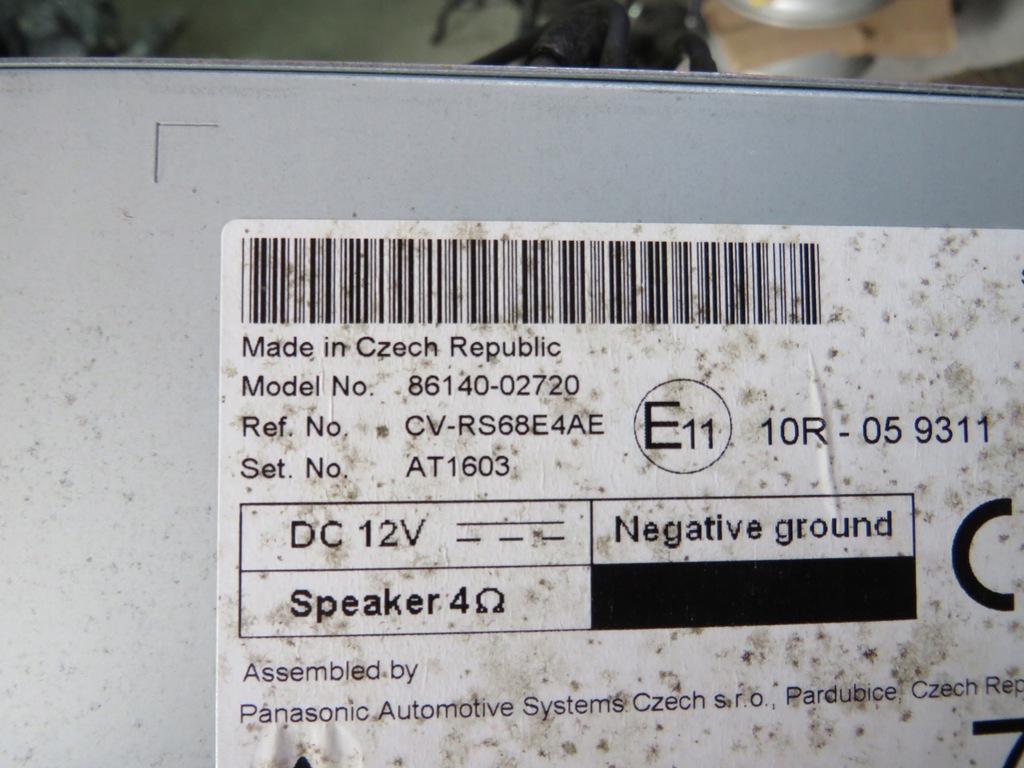 Made in Czech Republic
Model No. 86140-02720
Ref. No. CV-RS68E4AE
Set. No. AT1603
E11 10R - 05 9311
DC 12V
Negative ground
Speaker 4Ω
Assembled by
Panasonic Automotive Systems Czech s.r.o., Pardubice, Czech Rep
7